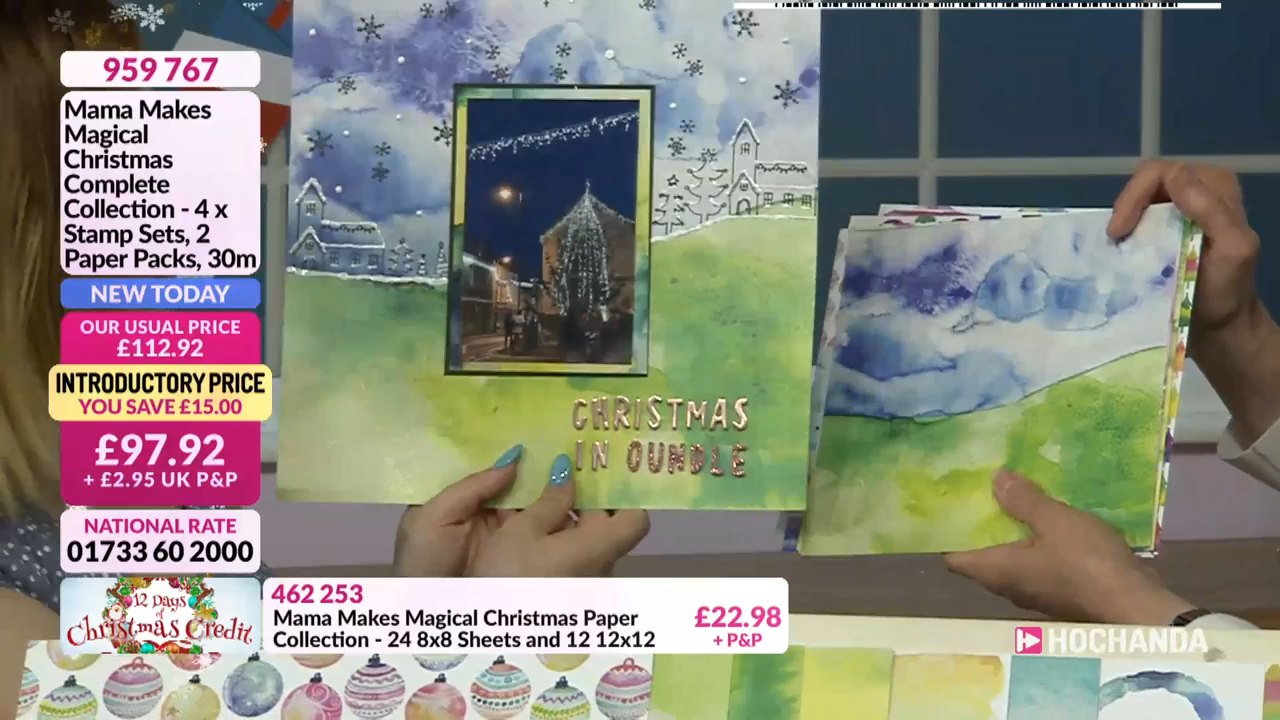 959 767
Mama Makes
Magical
Christmas
Complete
Collection - 4 x
Stamp Sets, 2
Paper Packs, 30m
NEW TODAY
OUR USUAL PRICE
£112.92
INTRODUCTORY PRICE
YOU SAVE £15.00
£97.92
+ £2.95 UK P&P
NATIONAL RATE
01733 60 2000
12 Days
of
Christmas Credit
CHRISTMAS
IN OUNDLE
462 253
Mama Makes Magical Christmas Paper
Collection - 24 8x8 Sheets and 12 12x12
£22.98
+ P&P
HOCHANDA